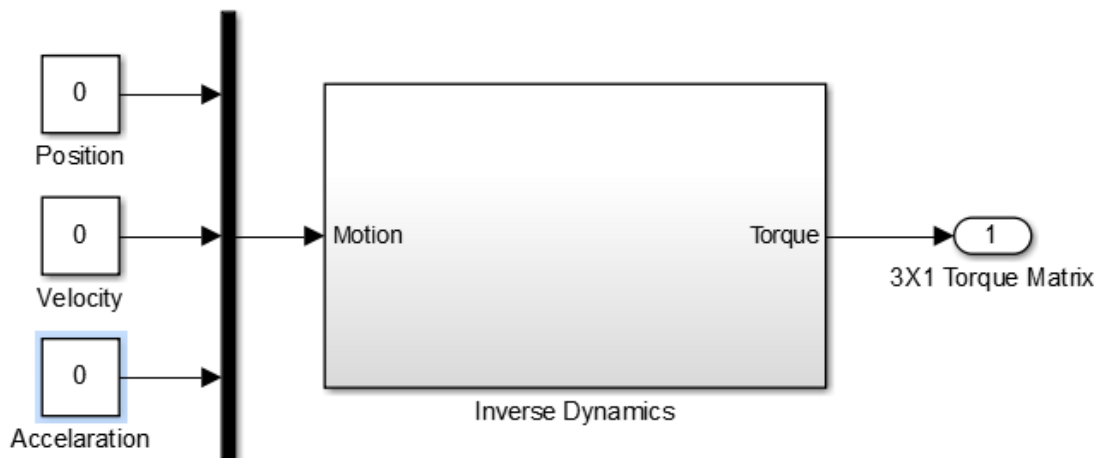 0
Position
0
Velocity
0
Accelaration
Motion
Torque
Inverse Dynamics
1
3X1 Torque Matrix